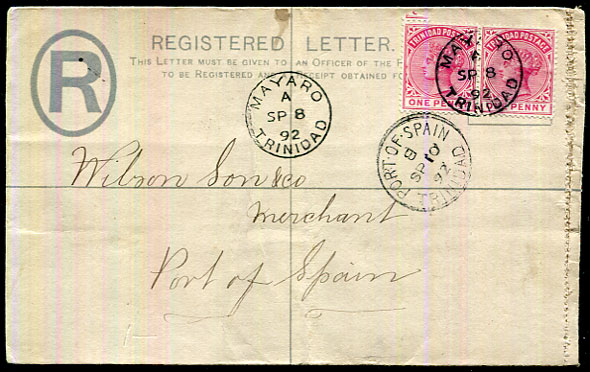 R
REGISTERED LETTER.
THIS LETTER MUST BE GIVEN TO AN OFFICER OF THE
TO BE REGISTERED AND A RECEIPT OBTAINED FO
TRINIDAD POSTAGE
ONE PENNY
TRINIDAD POSTAGE
PENNY
MAYARO
A
SP 8
92
TRINIDAD
MAYARO
A
SP 8
92
TRINIDAD
PORT-OF-SPAIN
B
SP 10
92
TRINIDAD
Wilson Son & co
Merchant
Port of Spain